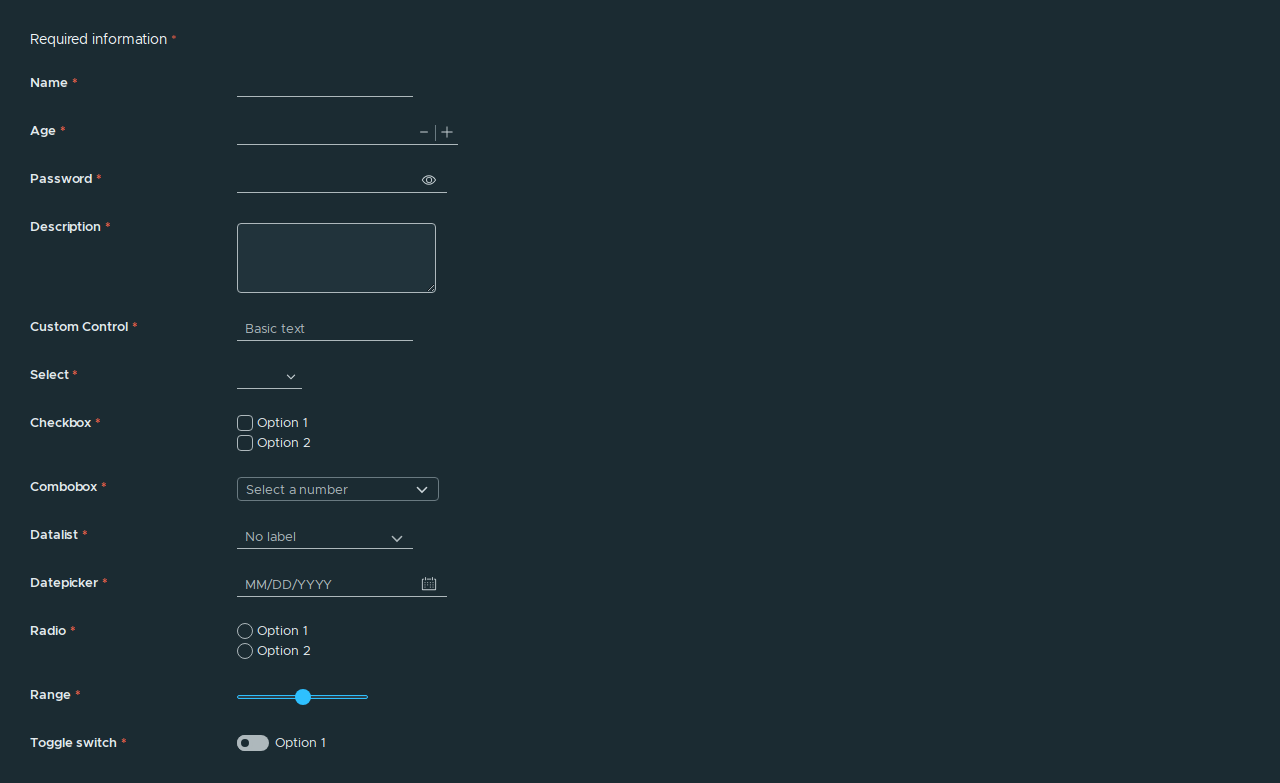 Required information *
Name *
Age *
Password *
Description *
Custom Control * Basic text
Select *
Checkbox * Option 1
Option 2
Combobox * Select a number
Datalist * No label
Datepicker * MM/DD/YYYY
Radio * Option 1
Option 2
Range *
Toggle switch * Option 1